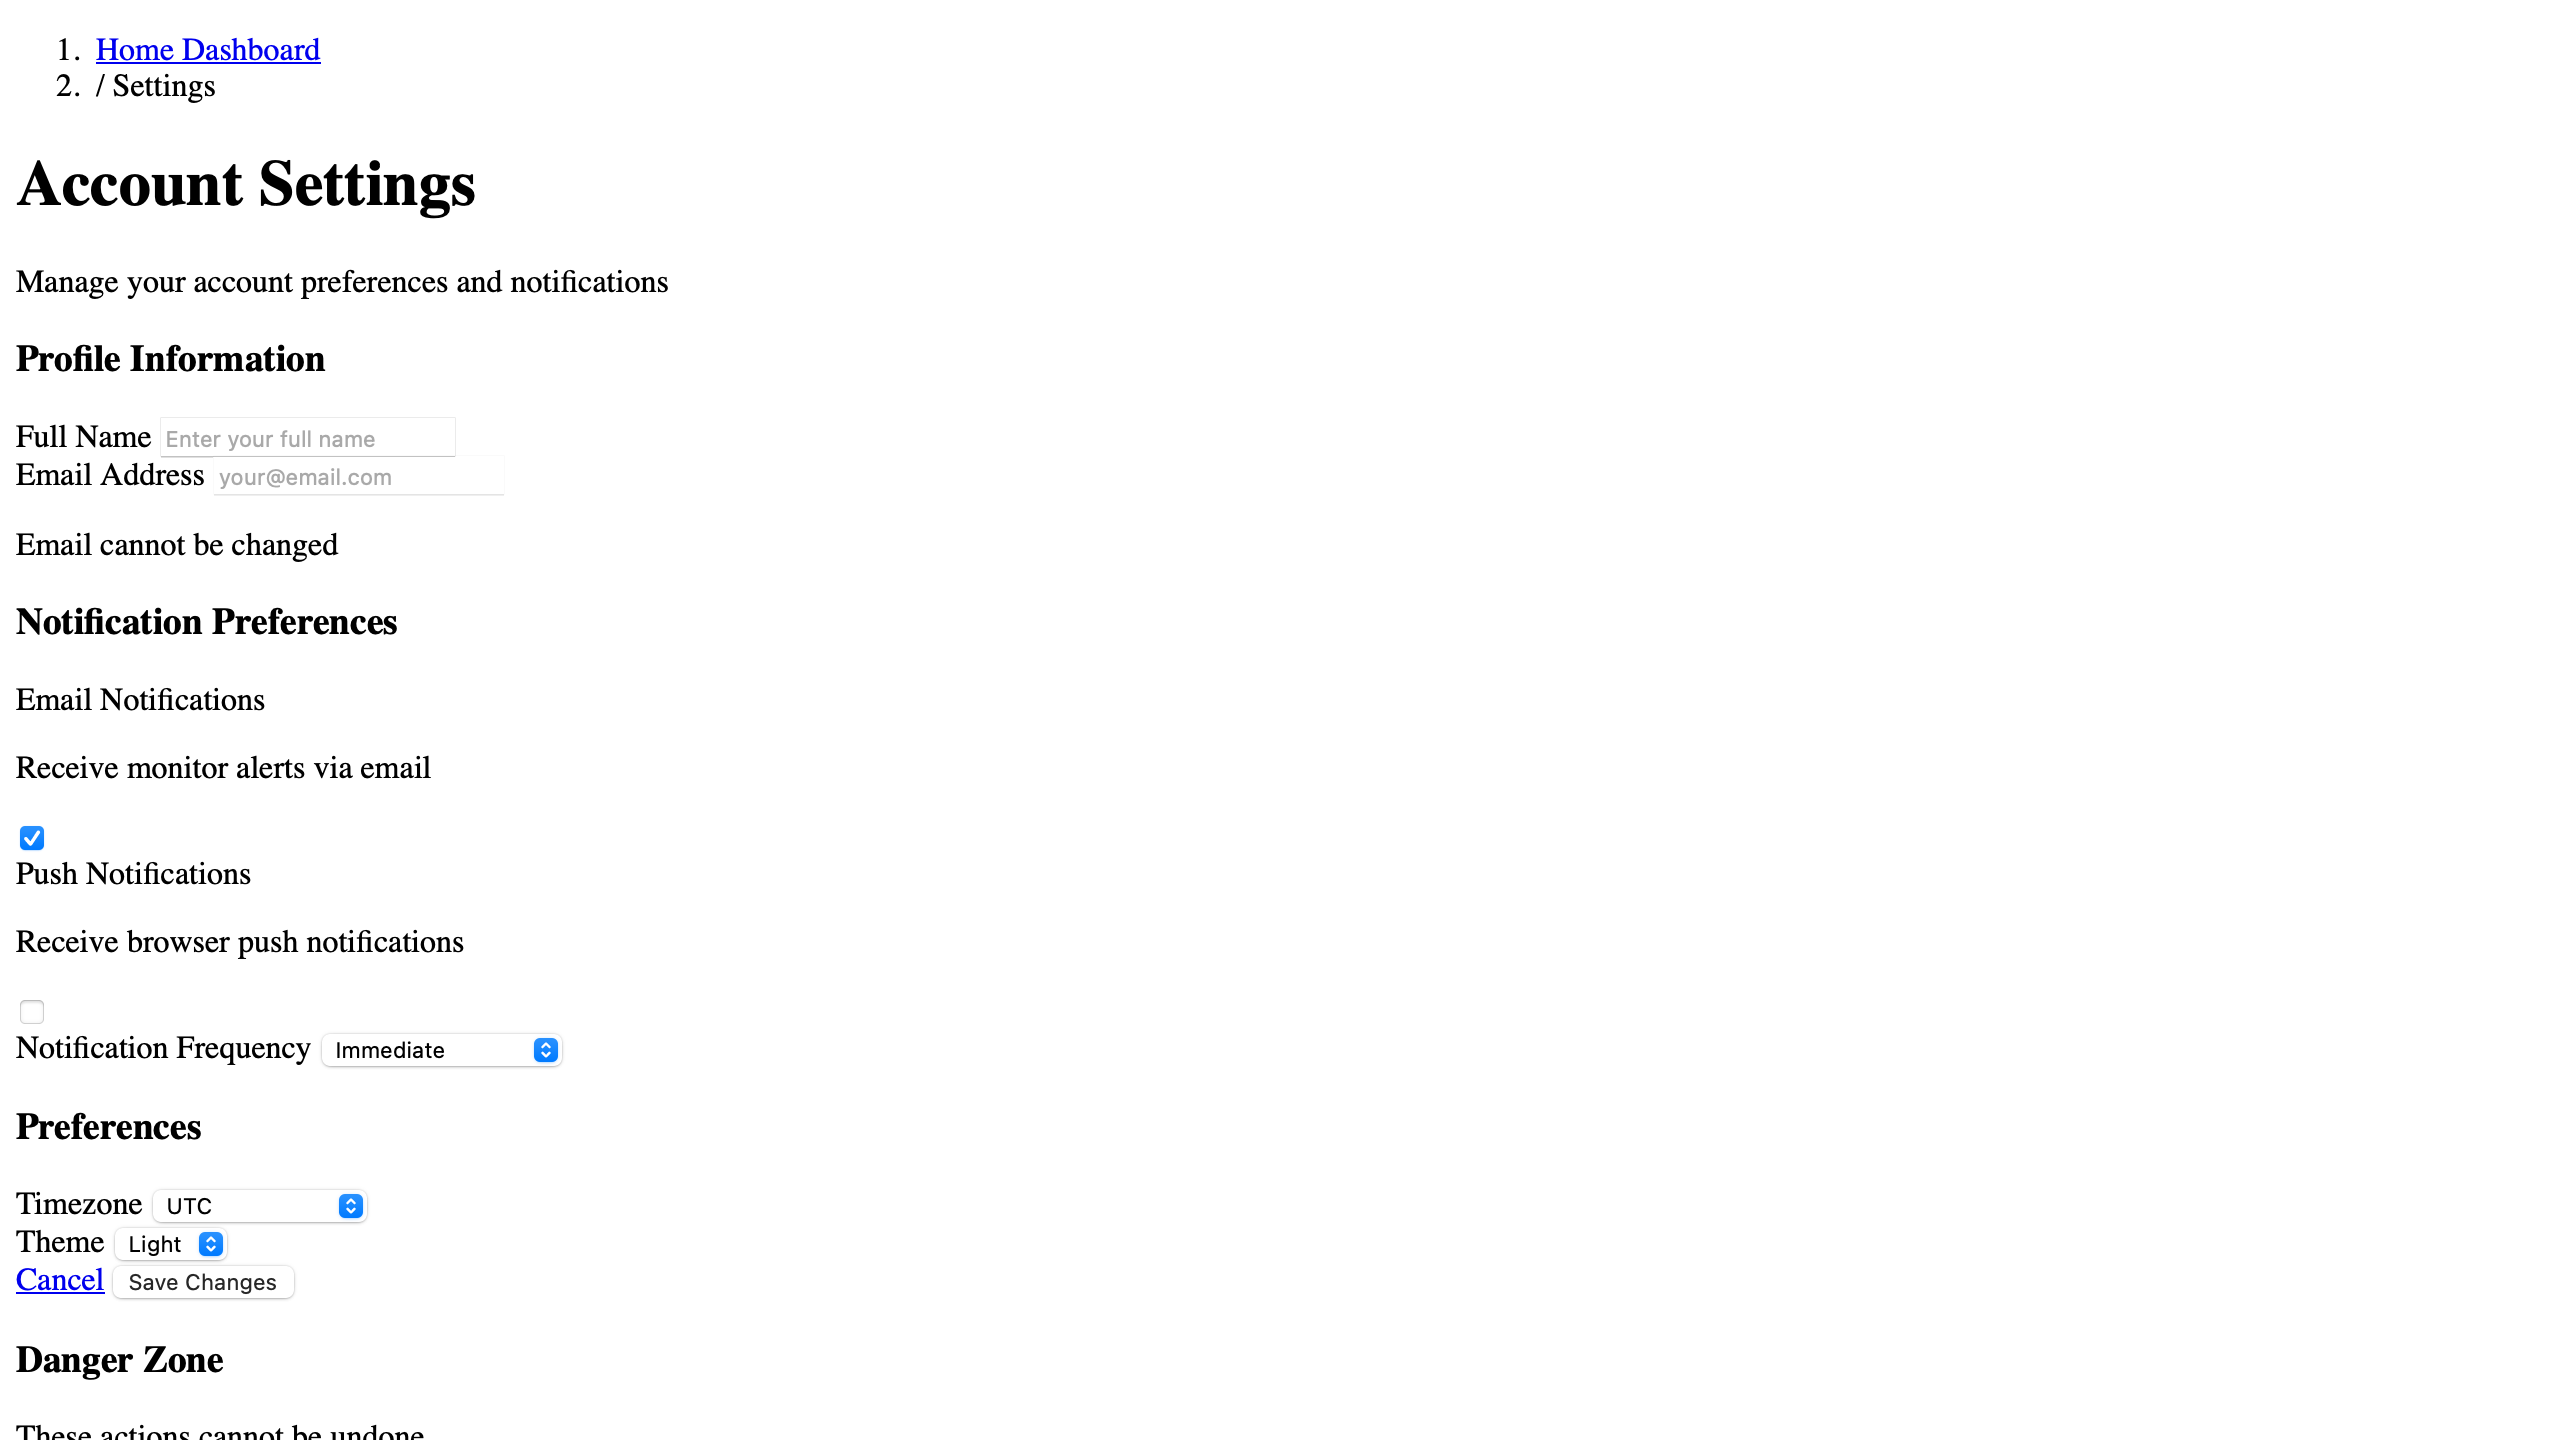 1. Home Dashboard
2. / Settings
Account Settings
Manage your account preferences and notifications
Profile Information
Full Name Enter your full name
Email Address your@email.com
Email cannot be changed
Notification Preferences
Email Notifications
Receive monitor alerts via email
Push Notifications
Receive browser push notifications
Notification Frequency Immediate
Preferences
Timezone UTC
Theme Light
Cancel Save Changes
Danger Zone
These actions cannot be undone